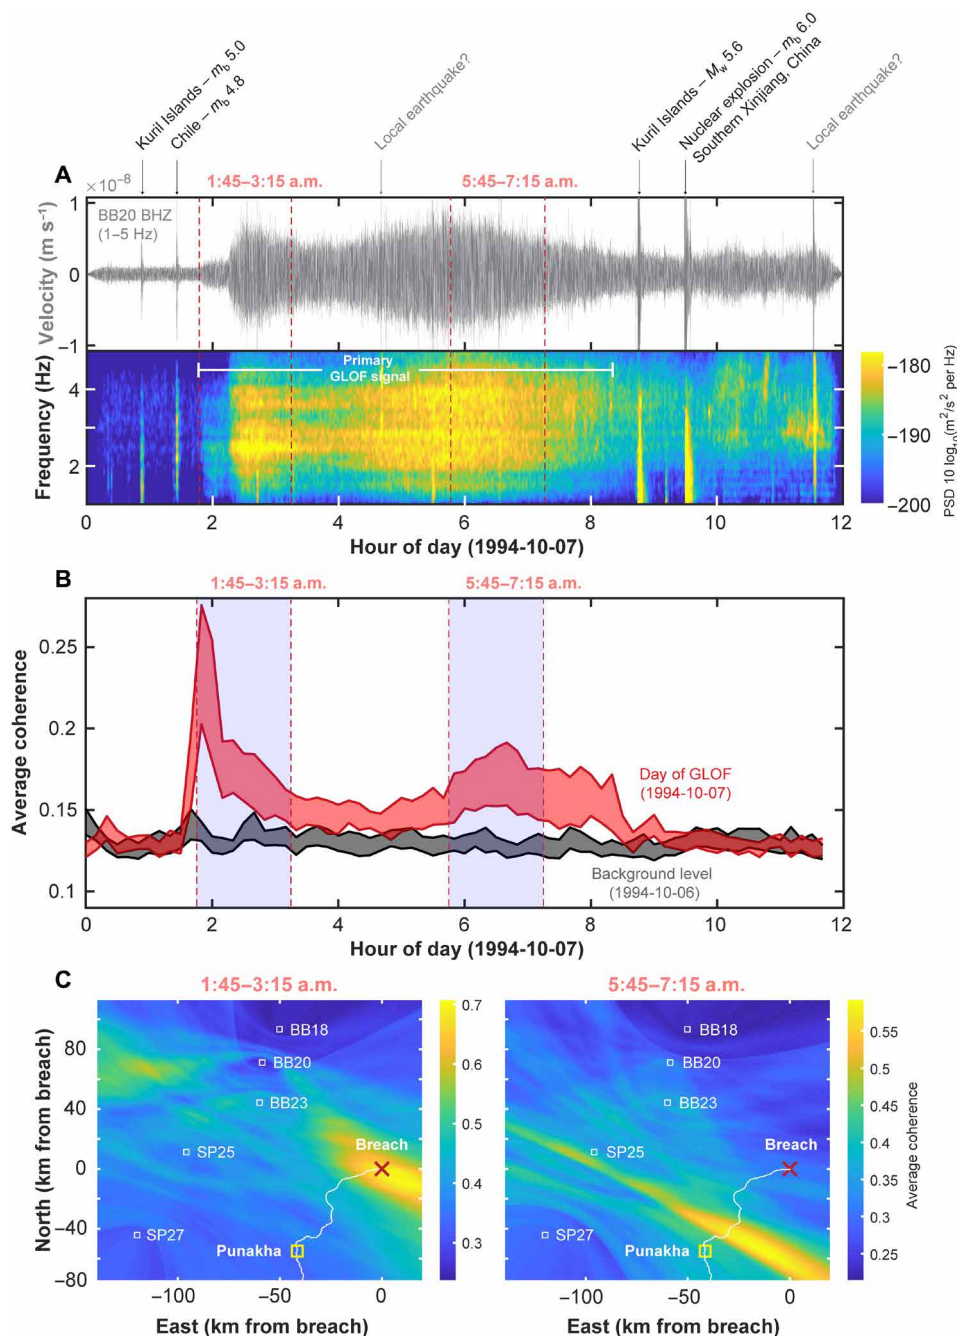 Kuril Islands – mb 5.0
Chile – mb 4.8
Local earthquake?
Kuril Islands – Mw 5.6
Nuclear explosion – mb 6.0
Southern Xinjiang, China
Local earthquake?
A
×10−8
1:45–3:15 a.m.
5:45–7:15 a.m.
BB20 BHZ
(1–5 Hz)
Velocity (m s−1)
1
0
−1
Primary
GLOF signal
Frequency (Hz)
4
2
−180
−190
−200
PSD 10 log10(m2/s2 per Hz)
0 2 4 6 8 10 12
Hour of day (1994-10-07)
B
1:45–3:15 a.m.
5:45–7:15 a.m.
Average coherence
0.25
0.2
0.15
0.1
Day of GLOF
(1994-10-07)
Background level
(1994-10-06)
0 2 4 6 8 10 12
Hour of day (1994-10-07)
C
1:45–3:15 a.m.
5:45–7:15 a.m.
North (km from breach)
80
40
0
−40
−80
BB18
BB20
BB23
SP25
Breach
SP27
Punakha
−100 −50 0
East (km from breach)
0.7
0.6
0.5
0.4
0.3
BB18
BB20
BB23
SP25
Breach
SP27
Punakha
−100 −50 0
East (km from breach)
0.55
0.5
0.45
0.4
0.35
0.3
0.25
Average coherence